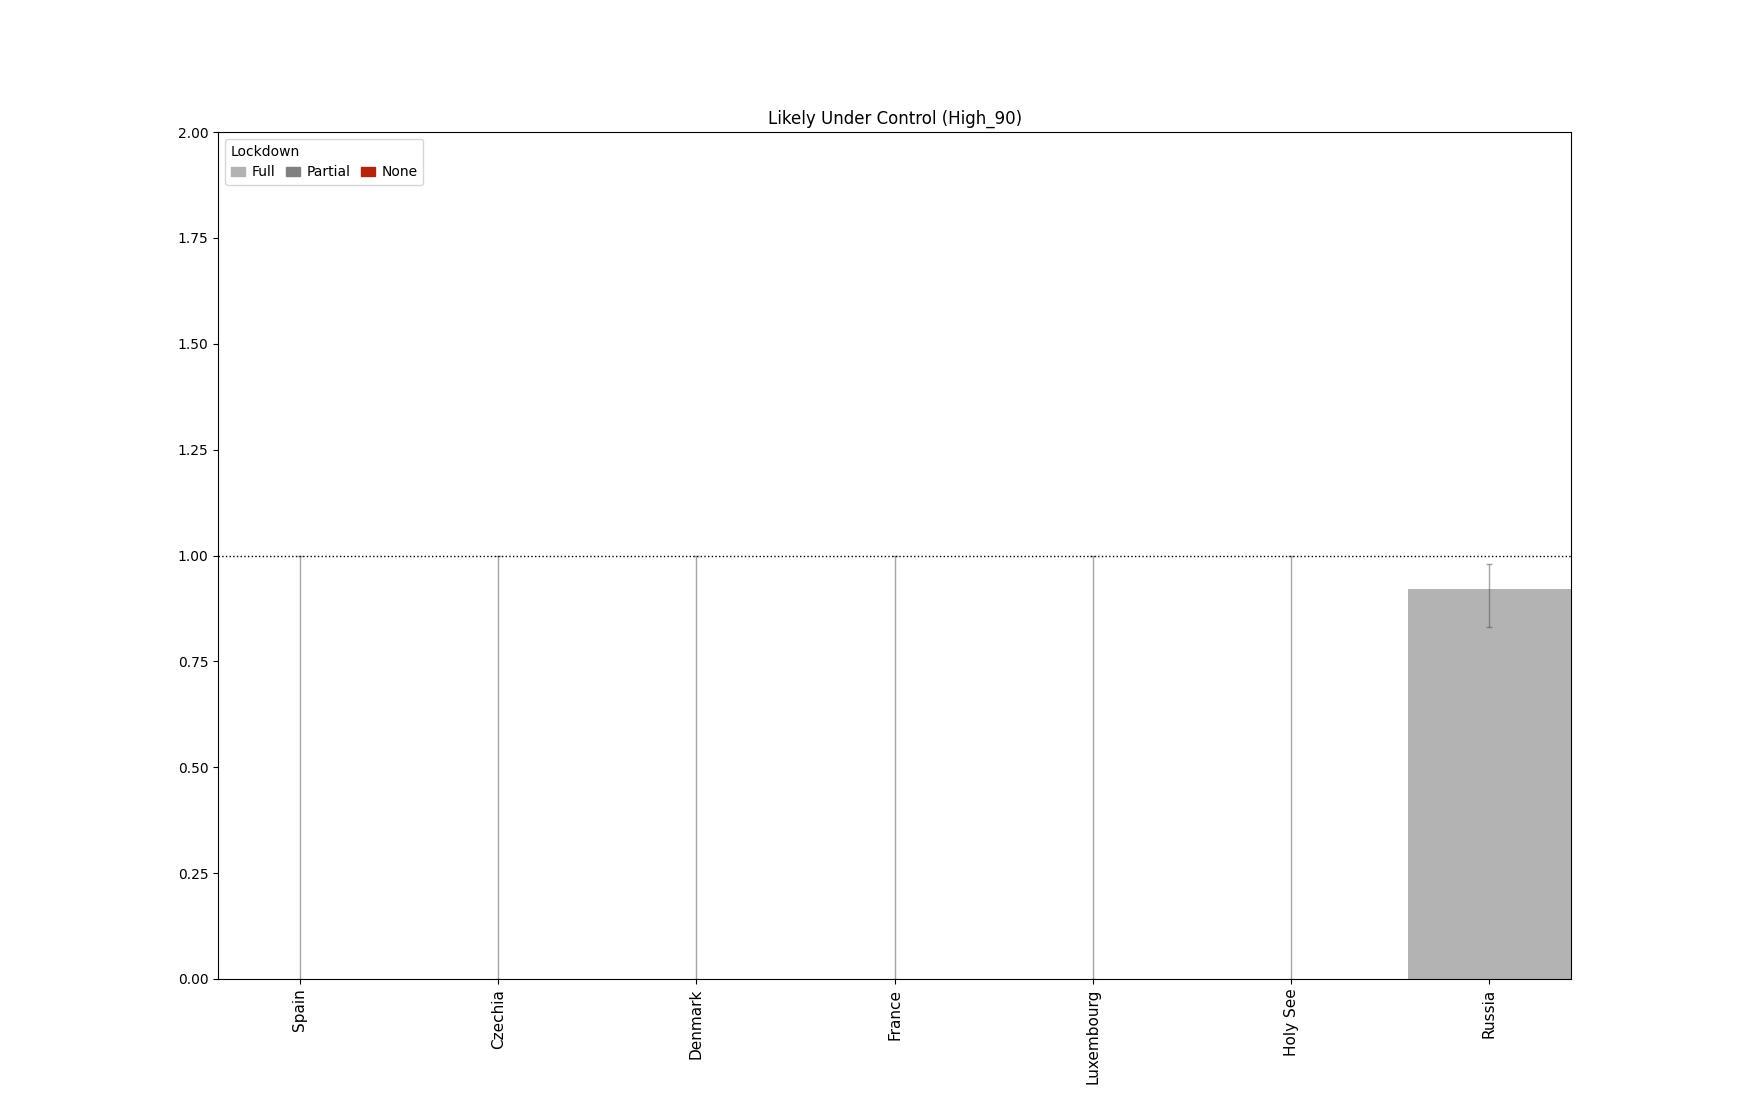 Likely Under Control (High_90)
2.00
Lockdown
Full Partial None
1.75
1.50
1.25
1.00
0.75
0.50
0.25
0.00
Spain
Czechia
Denmark
France
Luxembourg
Holy See
Russia